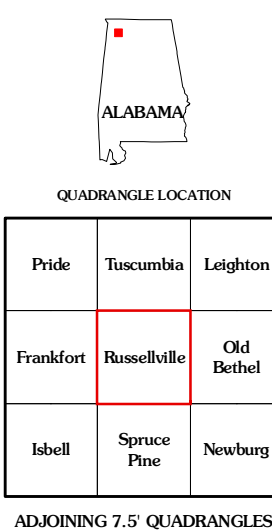 ALABAMA
QUADRANGLE LOCATION
Pride Tuscumbia Leighton
Frankfort Russellville Old
Bethel
Isbell Spruce
Pine Newburg
ADJOINING 7.5' QUADRANGLES